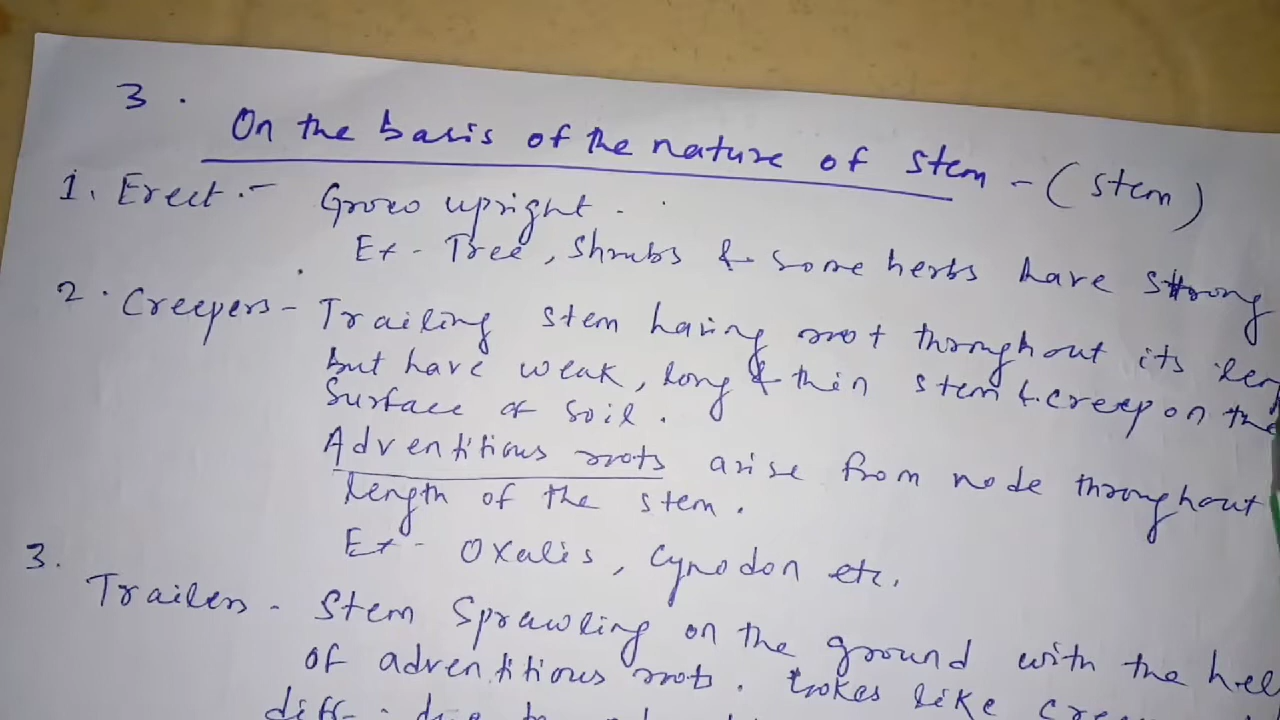 3.
On the basis of the nature of stem - (stem)
1. Erect :- Grow upright.
Ex - Tree, shrubs & some herbs have strong
2. Creepers - Trailing stem having root throughout its
but have weak, long & thin stem & creep on the
Surface of soil.
Adventitious roots arise from node throughout
length of the stem.
Ex - Oxalis, Cynodon etc.
3.
Trailers - Stem Sprawling on the ground with the
of adventitious roots. like